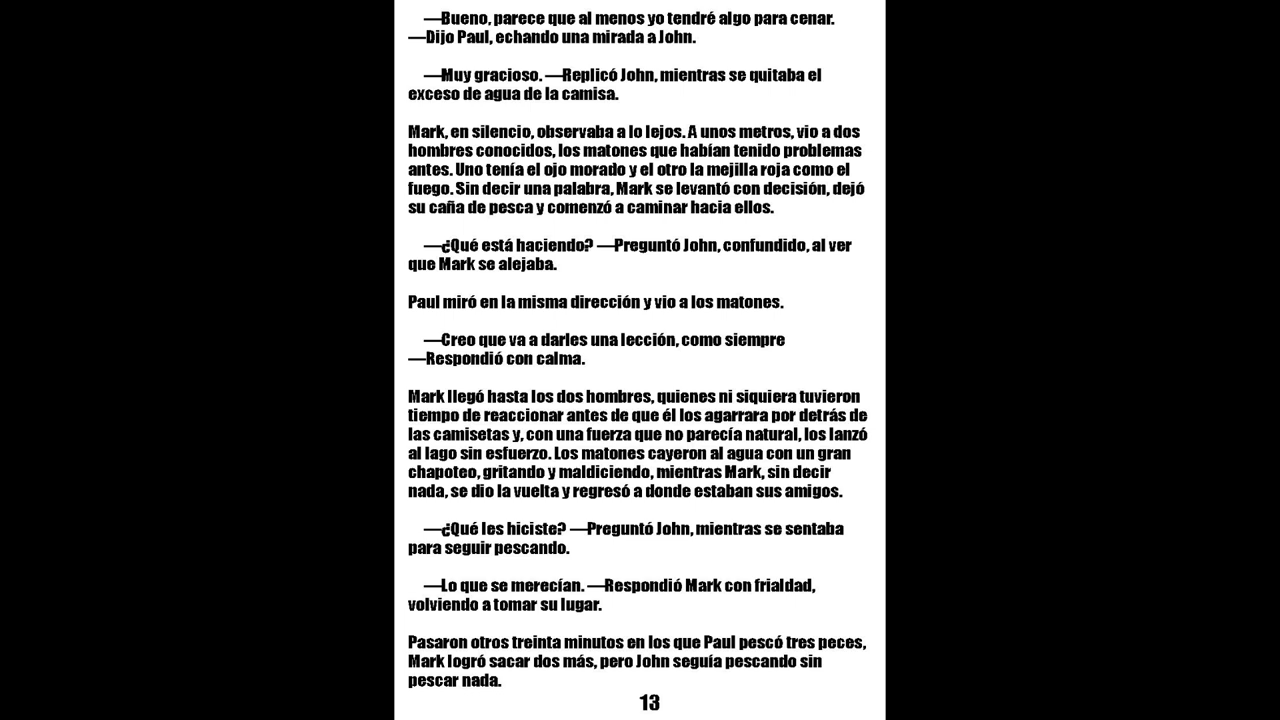 —Bueno, parece que al menos yo tendré algo para cenar.
—Dijo Paul, echando una mirada a John.
—Muy gracioso. —Replicó John, mientras se quitaba el
exceso de agua de la camisa.
Mark, en silencio, observaba a lo lejos. A unos metros, vio a dos
hombres conocidos, los matones que habían tenido problemas
antes. Uno tenía el ojo morado y el otro la mejilla roja como el
fuego. Sin decir una palabra, Mark se levantó con decisión, dejó
su caña de pesca y comenzó a caminar hacia ellos.
—¿Qué está haciendo? —Preguntó John, confundido, al ver
que Mark se alejaba.
Paul miró en la misma dirección y vio a los matones.
—Creo que va a darles una lección, como siempre
—Respondió con calma.
Mark llegó hasta los dos hombres, quienes ni siquiera tuvieron
tiempo de reaccionar antes de que él los agarrara por detrás de
las camisetas y, con una fuerza que no parecía natural, los lanzó
al lago sin esfuerzo. Los matones cayeron al agua con un gran
chapoteo, gritando y maldiciendo, mientras Mark, sin decir
nada, se dio la vuelta y regresó a donde estaban sus amigos.
—¿Qué les hiciste? —Preguntó John, mientras se sentaba
para seguir pescando.
—Lo que se merecían. —Respondió Mark con frialdad,
volviendo a tomar su lugar.
Pasaron otros treinta minutos en los que Paul pescó tres peces,
Mark logró sacar dos más, pero John seguía pescando sin
pescar nada.
13